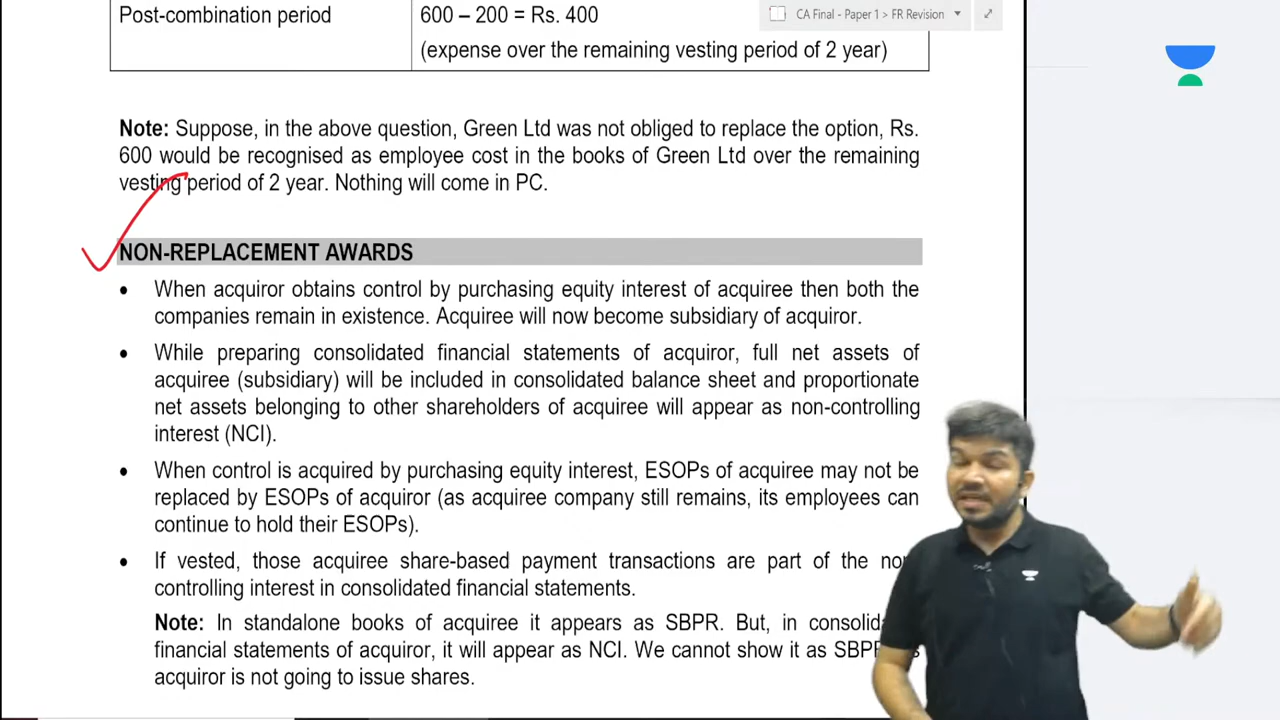 Post-combination period
600 – 200 = Rs. 400
(expense over the remaining vesting period of 2 year)
CA Final - Paper 1 > FR Revision
Note: Suppose, in the above question, Green Ltd was not obliged to replace the option, Rs.
600 would be recognised as employee cost in the books of Green Ltd over the remaining
vesting period of 2 year. Nothing will come in PC.
NON-REPLACEMENT AWARDS
• When acquiror obtains control by purchasing equity interest of acquiree then both the
companies remain in existence. Acquiree will now become subsidiary of acquiror.
• While preparing consolidated financial statements of acquiror, full net assets of
acquiree (subsidiary) will be included in consolidated balance sheet and proportionate
net assets belonging to other shareholders of acquiree will appear as non-controlling
interest (NCI).
• When control is acquired by purchasing equity interest, ESOPs of acquiree may not be
replaced by ESOPs of acquiror (as acquiree company still remains, its employees can
continue to hold their ESOPs).
• If vested, those acquiree share-based payment transactions are part of the
controlling interest in consolidated financial statements.
Note: In standalone books of acquiree it appears as SBPR. But, in
financial statements of acquiror, it will appear as NCI. We cannot show it as
acquiror is not going to issue shares.